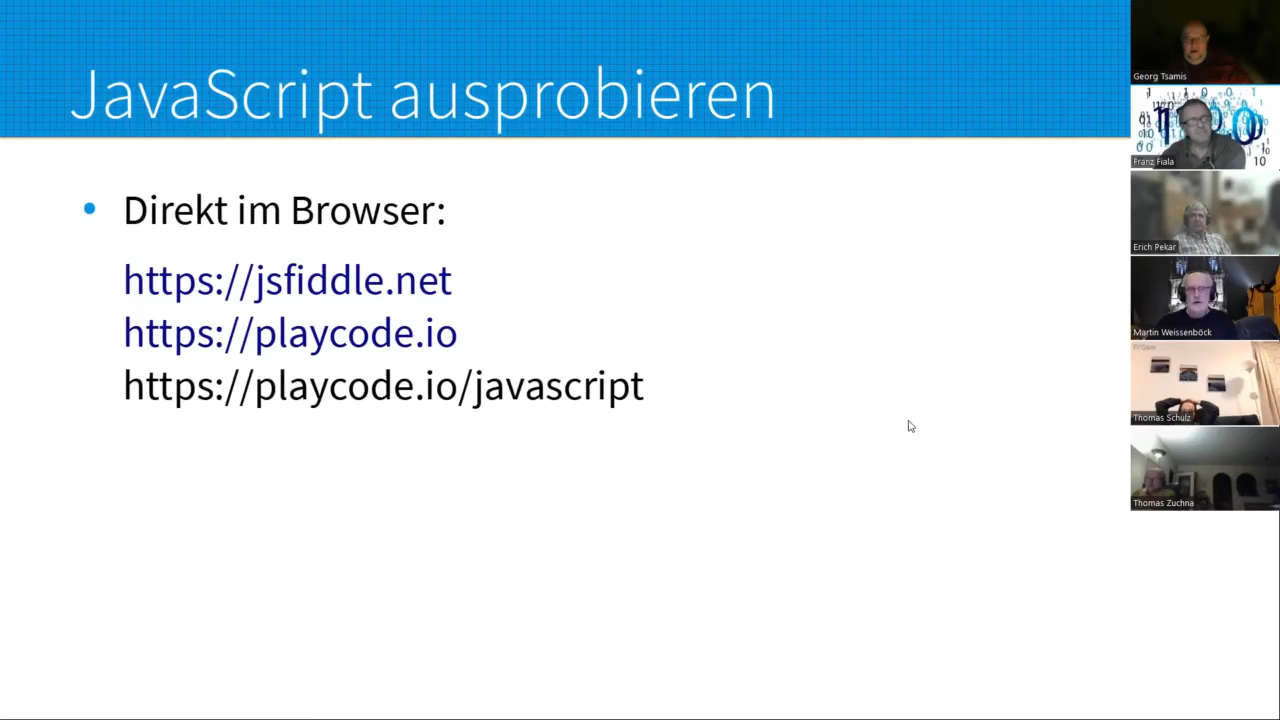 JavaScript ausprobieren
• Direkt im Browser:
https://jsfiddle.net
https://playcode.io
https://playcode.io/javascript
Georg Tsamis
Franz Fiala
Erich Pekar
Martin Weissenböck
Thomas Schulz
Thomas Zuchna